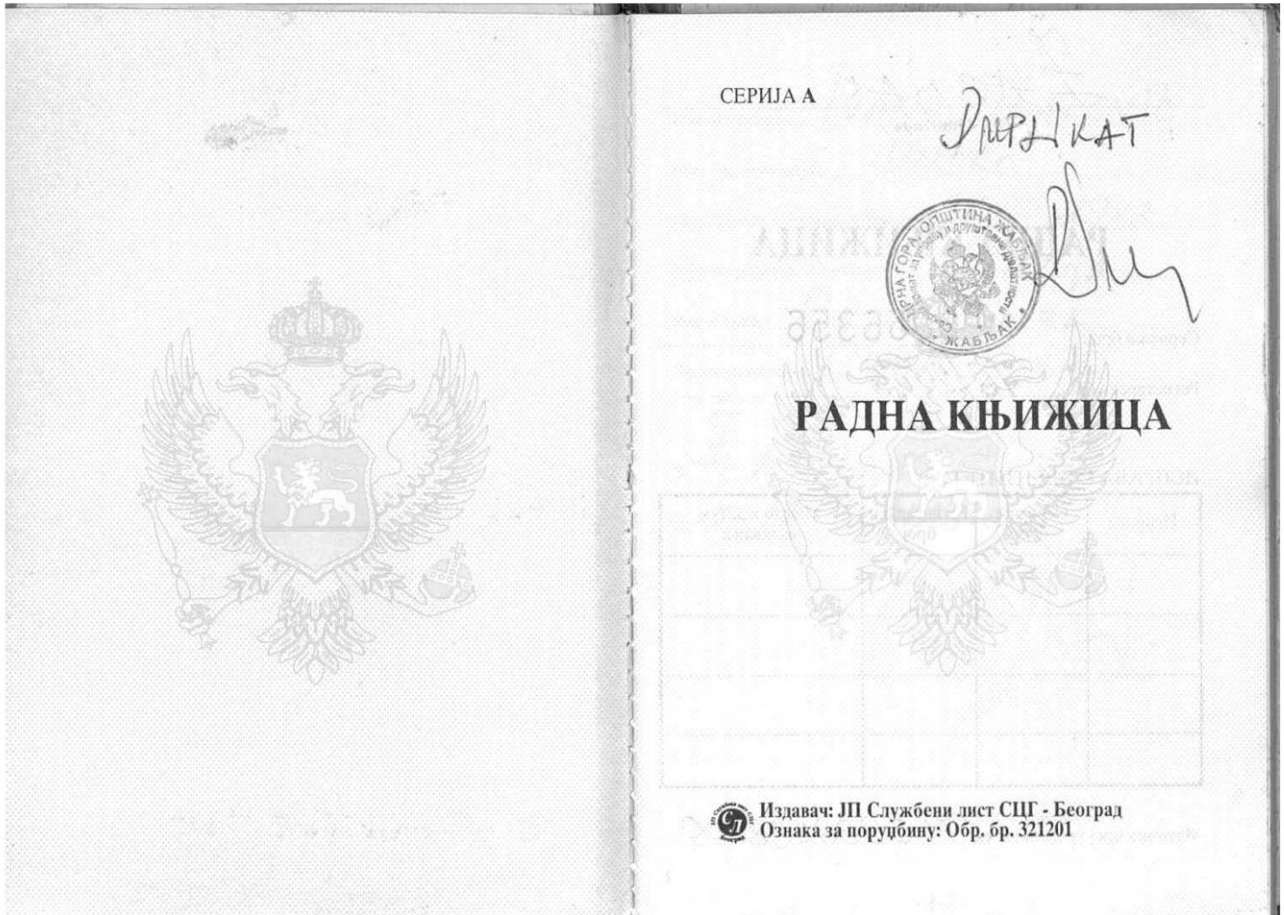 СЕРИЈА А
ДУПЛИКАТ
ЦРНА ГОРА, ОПШТИНА ЖАБЉАК
ЖАБЉАК
РАДНА КЊИЖИЦА
Издавач: ЈП Службени лист СЦГ - Београд
Ознака за поруџбину: Обр. бр. 321201